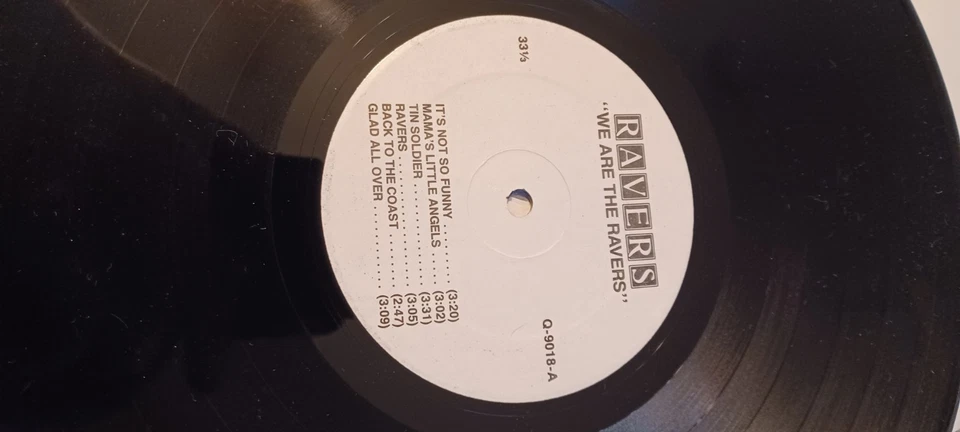 RAVERS
"WE ARE THE RAVERS"
33⅓
Q-9018-A
IT'S NOT SO FUNNY . . . . . . (3:20)
MAMA'S LITTLE ANGELS . . . . . (3:02)
TIN SOLDIER . . . . . . . . . . . . . (3:31)
RAVERS . . . . . . . . . . . . . . . . . (3:05)
BACK TO THE COAST . . . . . . . (2:47)
GLAD ALL OVER . . . . . . . . . . . (3:09)